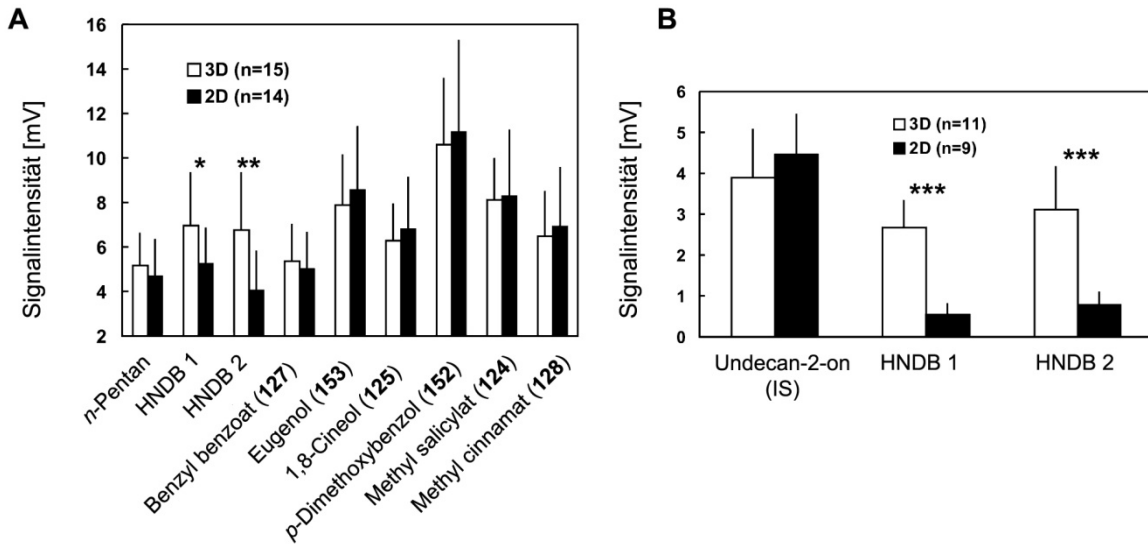 A
Signalintensität [mV]
16
14
12
10
8
6
4
2
3D (n=15)
2D (n=14)
*
**
n-Pentan
HNDB 1
HNDB 2
Benzyl benzoat (127)
Eugenol (153)
1,8-Cineol (125)
p-Dimethoxybenzol (152)
Methyl salicylat (124)
Methyl cinnamat (128)
B
Signalintensität [mV]
6
5
4
3
2
1
0
3D (n=11)
2D (n=9)
***
***
Undecan-2-on
(IS)
HNDB 1
HNDB 2